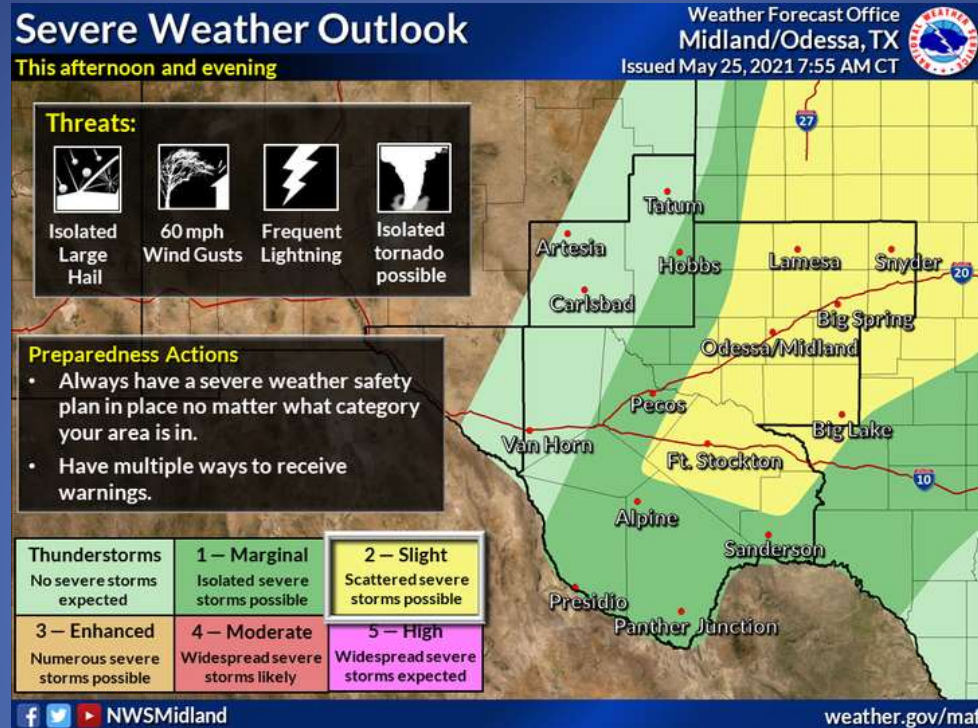 Severe Weather Outlook
This afternoon and evening
Weather Forecast Office
Midland/Odessa, TX
Issued May 25, 2021 7:55 AM CT
NATIONAL WEATHER SERVICE
Threats:
Isolated
Large
Hail
60 mph
Wind Gusts
Frequent
Lightning
Isolated
tornado
possible
27
Tatum
Artesia
Hobbs
Lamesa
Snyder
20
Carlsbad
Big Spring
Odessa/Midland
Preparedness Actions
• Always have a severe weather safety
plan in place no matter what category
your area is in.
• Have multiple ways to receive
warnings.
Pecos
Van Horn
Big Lake
Ft. Stockton
10
Alpine
Sanderson
Presidio
Panther Junction
Thunderstorms
No severe storms
expected
1 — Marginal
Isolated severe
storms possible
2 — Slight
Scattered severe
storms possible
3 — Enhanced
Numerous severe
storms possible
4 — Moderate
Widespread severe
storms likely
5 — High
Widespread severe
storms expected
NWSMidland
weather.gov/maf